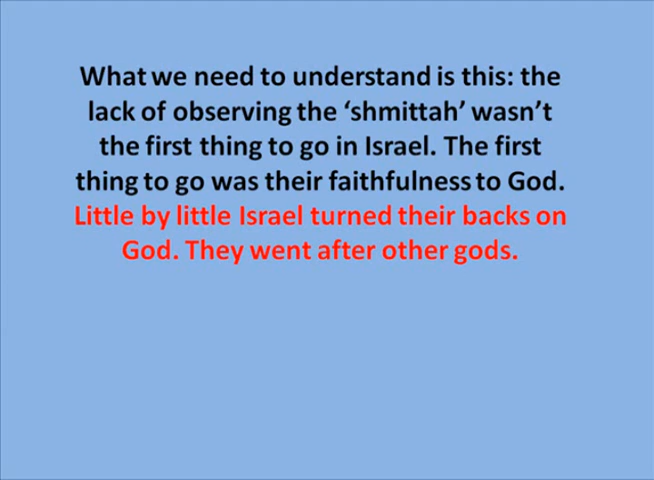 What we need to understand is this: the
lack of observing the ‘shmittah’ wasn’t
the first thing to go in Israel. The first
thing to go was their faithfulness to God.
Little by little Israel turned their backs on
God. They went after other gods.